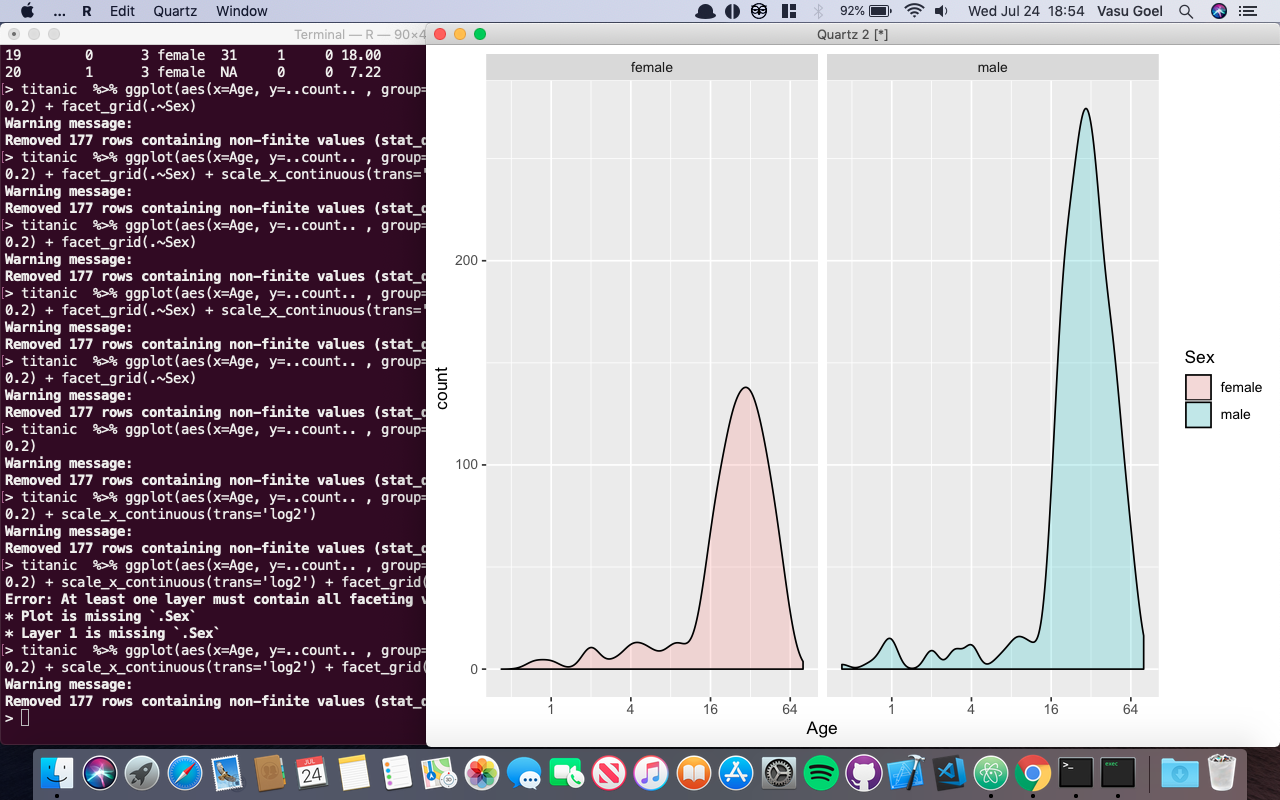 ... R Edit Quartz Window 92% Wed Jul 24 18:54 Vasu Goel
Terminal — R — 90×4
19 0 3 female 31 1 0 18.00
20 1 3 female NA 0 0 7.22
> titanic %>% ggplot(aes(x=Age, y=..count.. , group=
0.2) + facet_grid(.~Sex)
Warning message:
Removed 177 rows containing non-finite values (stat_d
> titanic %>% ggplot(aes(x=Age, y=..count.. , group=
0.2) + facet_grid(.~Sex) + scale_x_continuous(trans='
Warning message:
Removed 177 rows containing non-finite values (stat_d
> titanic %>% ggplot(aes(x=Age, y=..count.. , group=
0.2) + facet_grid(.~Sex)
Warning message:
Removed 177 rows containing non-finite values (stat_d
> titanic %>% ggplot(aes(x=Age, y=..count.. , group=
0.2) + facet_grid(.~Sex) + scale_x_continuous(trans='
Warning message:
Removed 177 rows containing non-finite values (stat_d
> titanic %>% ggplot(aes(x=Age, y=..count.. , group=
0.2) + facet_grid(.~Sex)
Warning message:
Removed 177 rows containing non-finite values (stat_d
> titanic %>% ggplot(aes(x=Age, y=..count.. , group=
0.2)
Warning message:
Removed 177 rows containing non-finite values (stat_d
> titanic %>% ggplot(aes(x=Age, y=..count.. , group=
0.2) + scale_x_continuous(trans='log2')
Warning message:
Removed 177 rows containing non-finite values (stat_d
> titanic %>% ggplot(aes(x=Age, y=..count.. , group=
0.2) + scale_x_continuous(trans='log2') + facet_grid(
Error: At least one layer must contain all faceting v
* Plot is missing `.Sex`
* Layer 1 is missing `.Sex`
> titanic %>% ggplot(aes(x=Age, y=..count.. , group=
0.2) + scale_x_continuous(trans='log2') + facet_grid(
Warning message:
Removed 177 rows containing non-finite values (stat_d
>
Quartz 2 [*]
female
male
200
100
0
count
1 4 16 64
1 4 16 64
Age
Sex
female
male
JUL
24
>_
exec